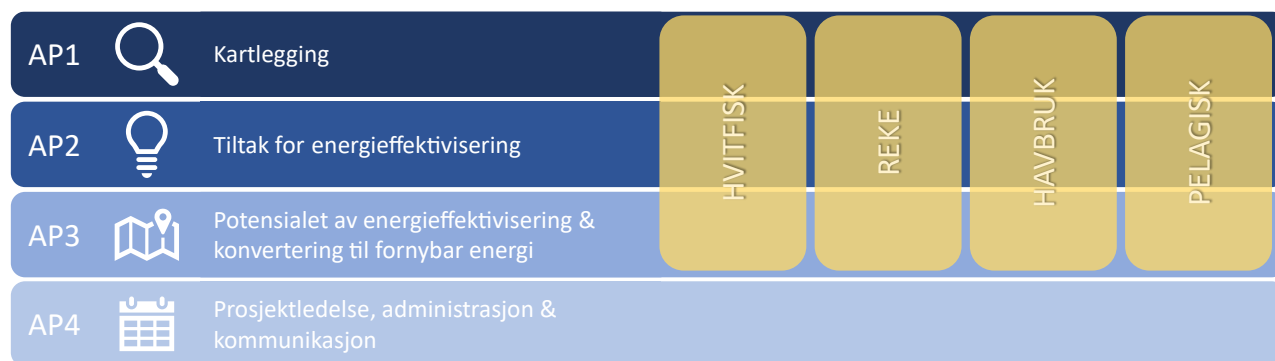 AP1
Kartlegging
AP2
Tiltak for energieffektivisering
AP3
Potensialet av energieffektivisering &
konvertering til fornybar energi
AP4
Prosjektledelse, administrasjon &
kommunikasjon
HVITFISK
REKE
HAVBRUK
PELAGISK